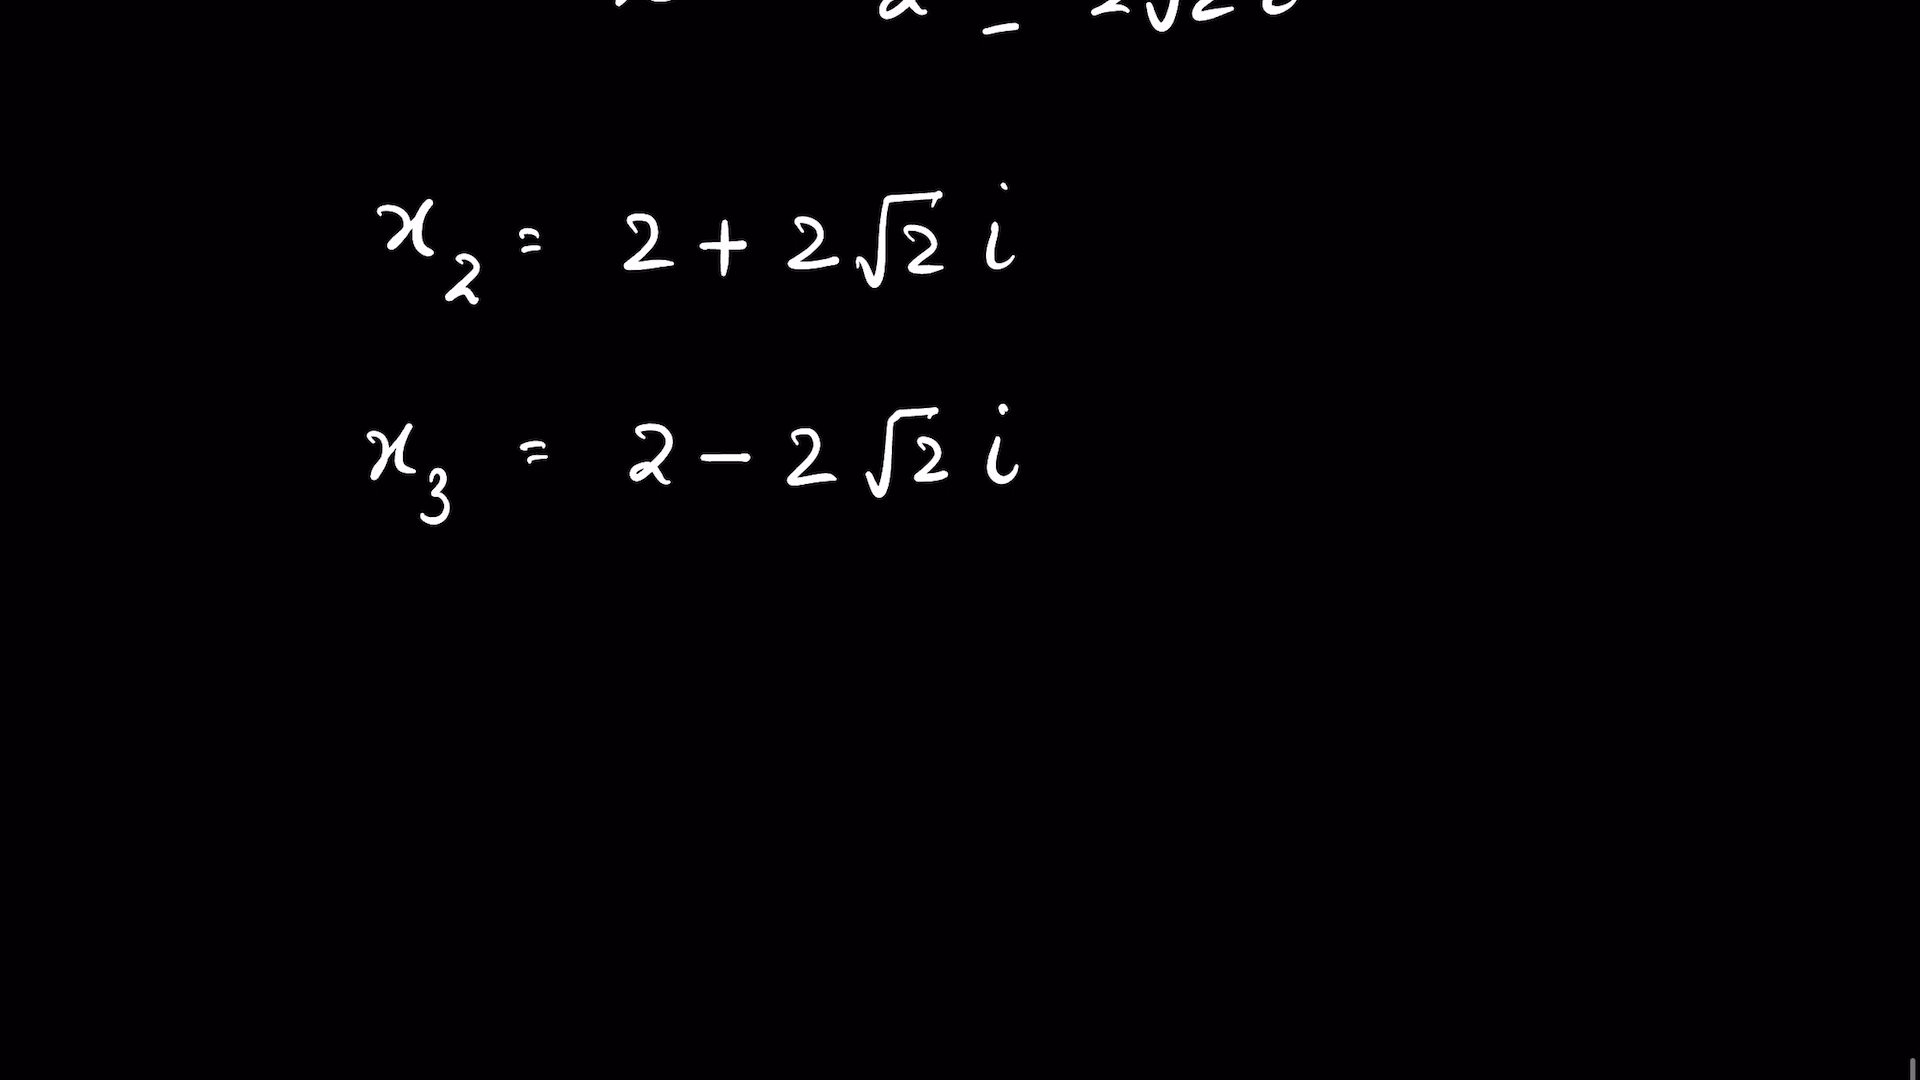 x₂ = 2 + 2√2 i
x₃ = 2 - 2√2 i